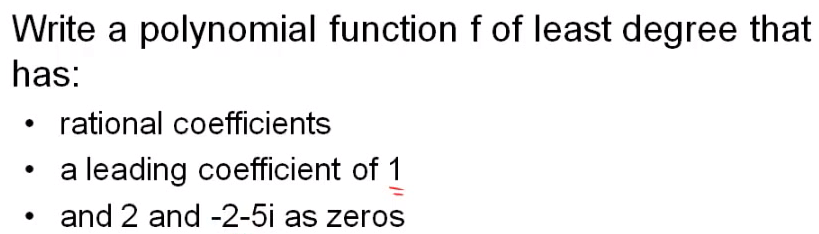 Write a polynomial function f of least degree that
has:
• rational coefficients
• a leading coefficient of 1
• and 2 and -2-5i as zeros